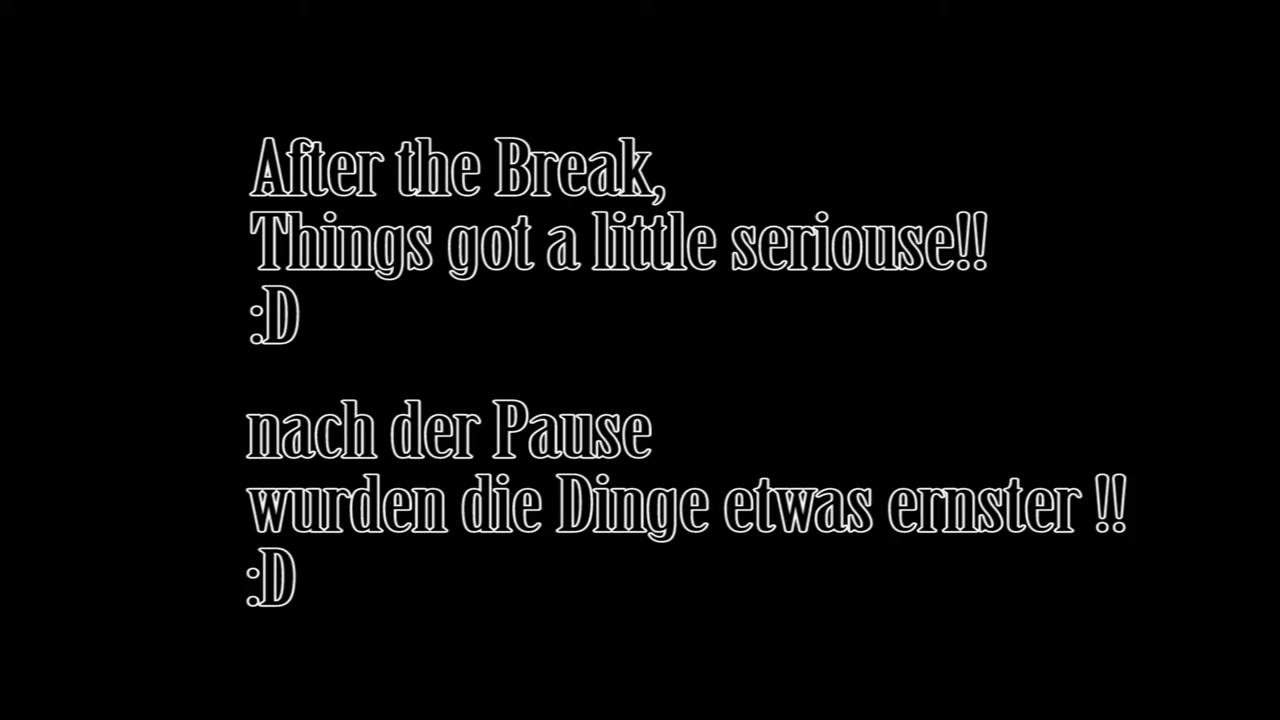 After the Break,
Things got a little seriouse!!
:D
nach der Pause
wurden die Dinge etwas ernster !!
:D